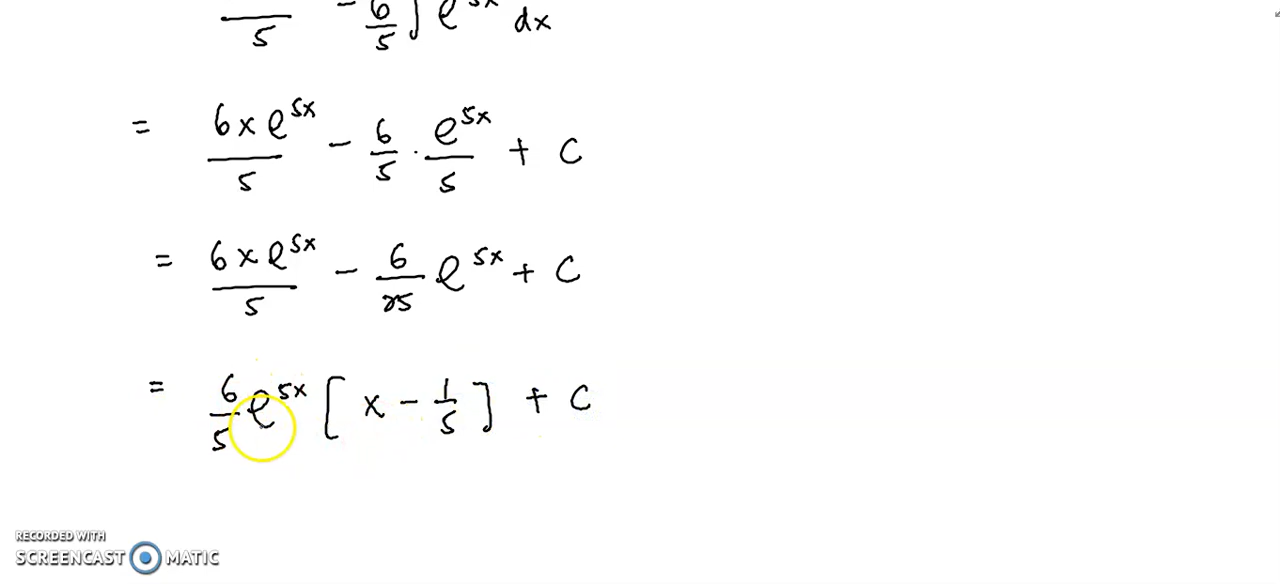 5 - 6/5 ∫ e^5x dx
= 6xe^5x/5 - 6/5 · e^5x/5 + C
= 6xe^5x/5 - 6/25 e^5x + C
= 6/5 e^5x [ x - 1/5 ] + C
RECORDED WITH
SCREENCAST MATIC